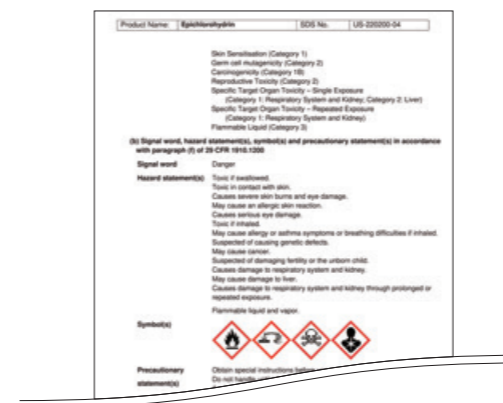 Product Name: Epichlorohydrin SDS No. US-220200-04
Skin Sensitisation (Category 1)
Germ cell mutagenicity (Category 2)
Carcinogenicity (Category 1B)
Reproductive Toxicity (Category 2)
Specific Target Organ Toxicity – Single Exposure
(Category 1: Respiratory System and Kidney; Category 2: Liver)
Specific Target Organ Toxicity – Repeated Exposure
(Category 1: Respiratory System and Kidney)
Flammable Liquid (Category 3)
(b) Signal word, hazard statement(s), symbol(s) and precautionary statement(s) in accordance
with paragraph (f) of 29 CFR 1910.1200
Signal word Danger
Hazard statement(s) Toxic if swallowed.
Toxic in contact with skin.
Causes severe skin burns and eye damage.
May cause an allergic skin reaction.
Causes serious eye damage.
Toxic if inhaled.
May cause allergy or asthma symptoms or breathing difficulties if inhaled.
Suspected of causing genetic defects.
May cause cancer.
Suspected of damaging fertility or the unborn child.
Causes damage to respiratory system and kidney.
May cause damage to liver.
Causes damage to respiratory system and kidney through prolonged or
repeated exposure.
Flammable liquid and vapor.
Symbol(s)
Precautionary Obtain special instructions before
statement(s) Do not handle